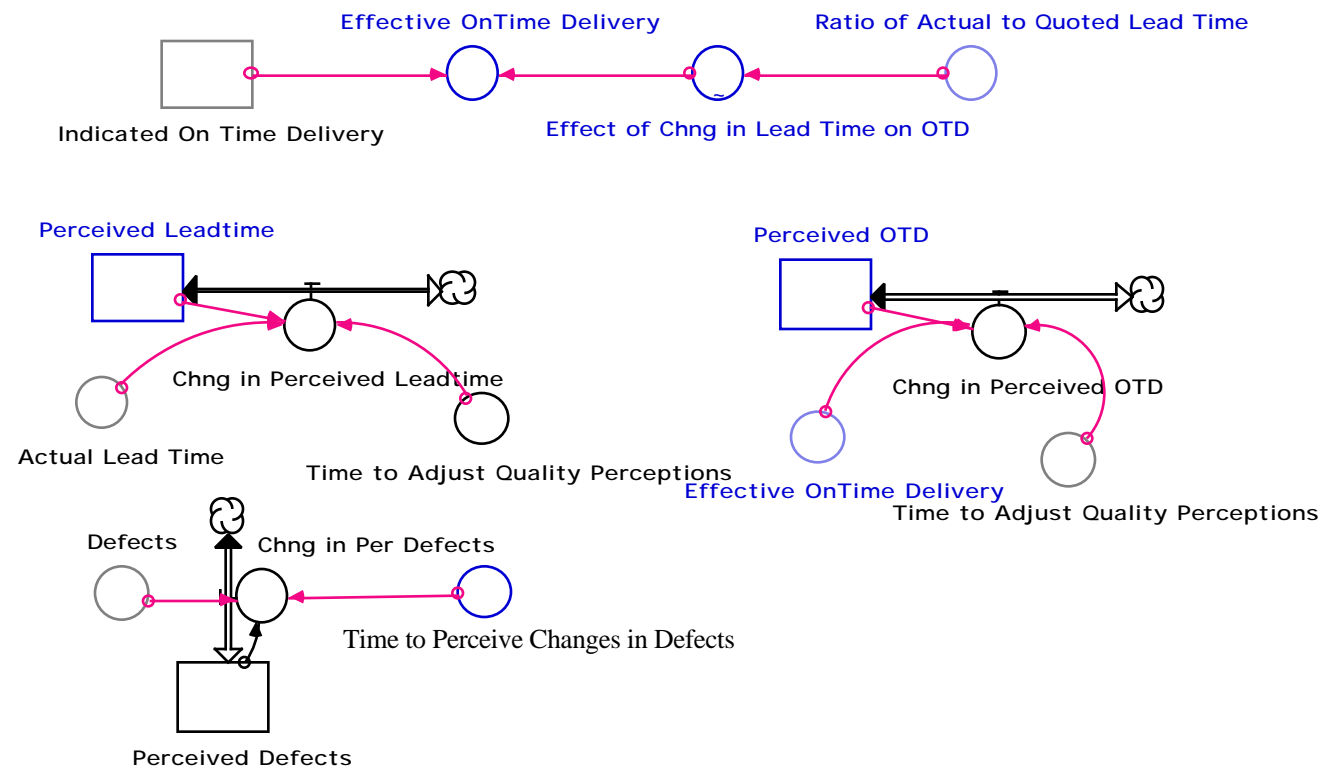 Effective OnTime Delivery
Ratio of Actual to Quoted Lead Time
~
Indicated On Time Delivery
Effect of Chng in Lead Time on OTD
Perceived Leadtime
Perceived OTD
Chng in Perceived Leadtime
Chng in Perceived OTD
Actual Lead Time
Time to Adjust Quality Perceptions
Effective OnTime Delivery
Time to Adjust Quality Perceptions
Defects
Chng in Per Defects
Time to Perceive Changes in Defects
Perceived Defects